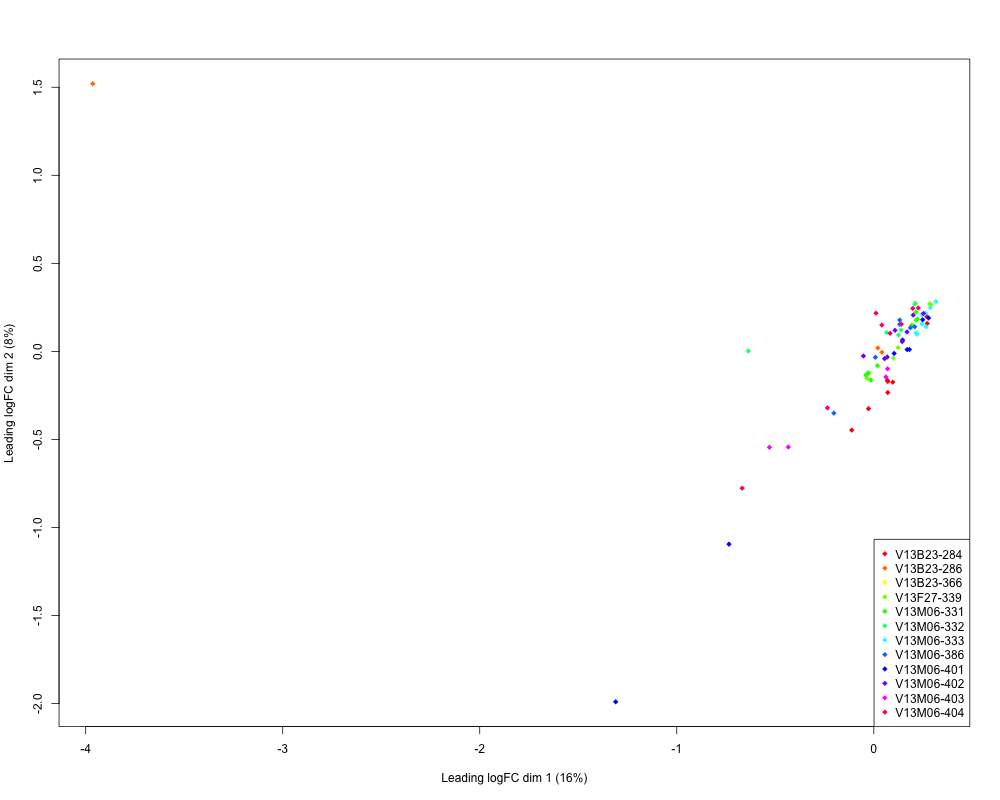 1.5
1.0
0.5
0.0
-0.5
-1.0
-1.5
-2.0
Leading logFC dim 2 (8%)
V13B23-284
V13B23-286
V13B23-366
V13F27-339
V13M06-331
V13M06-332
V13M06-333
V13M06-386
V13M06-401
V13M06-402
V13M06-403
V13M06-404
-4 -3 -2 -1 0
Leading logFC dim 1 (16%)